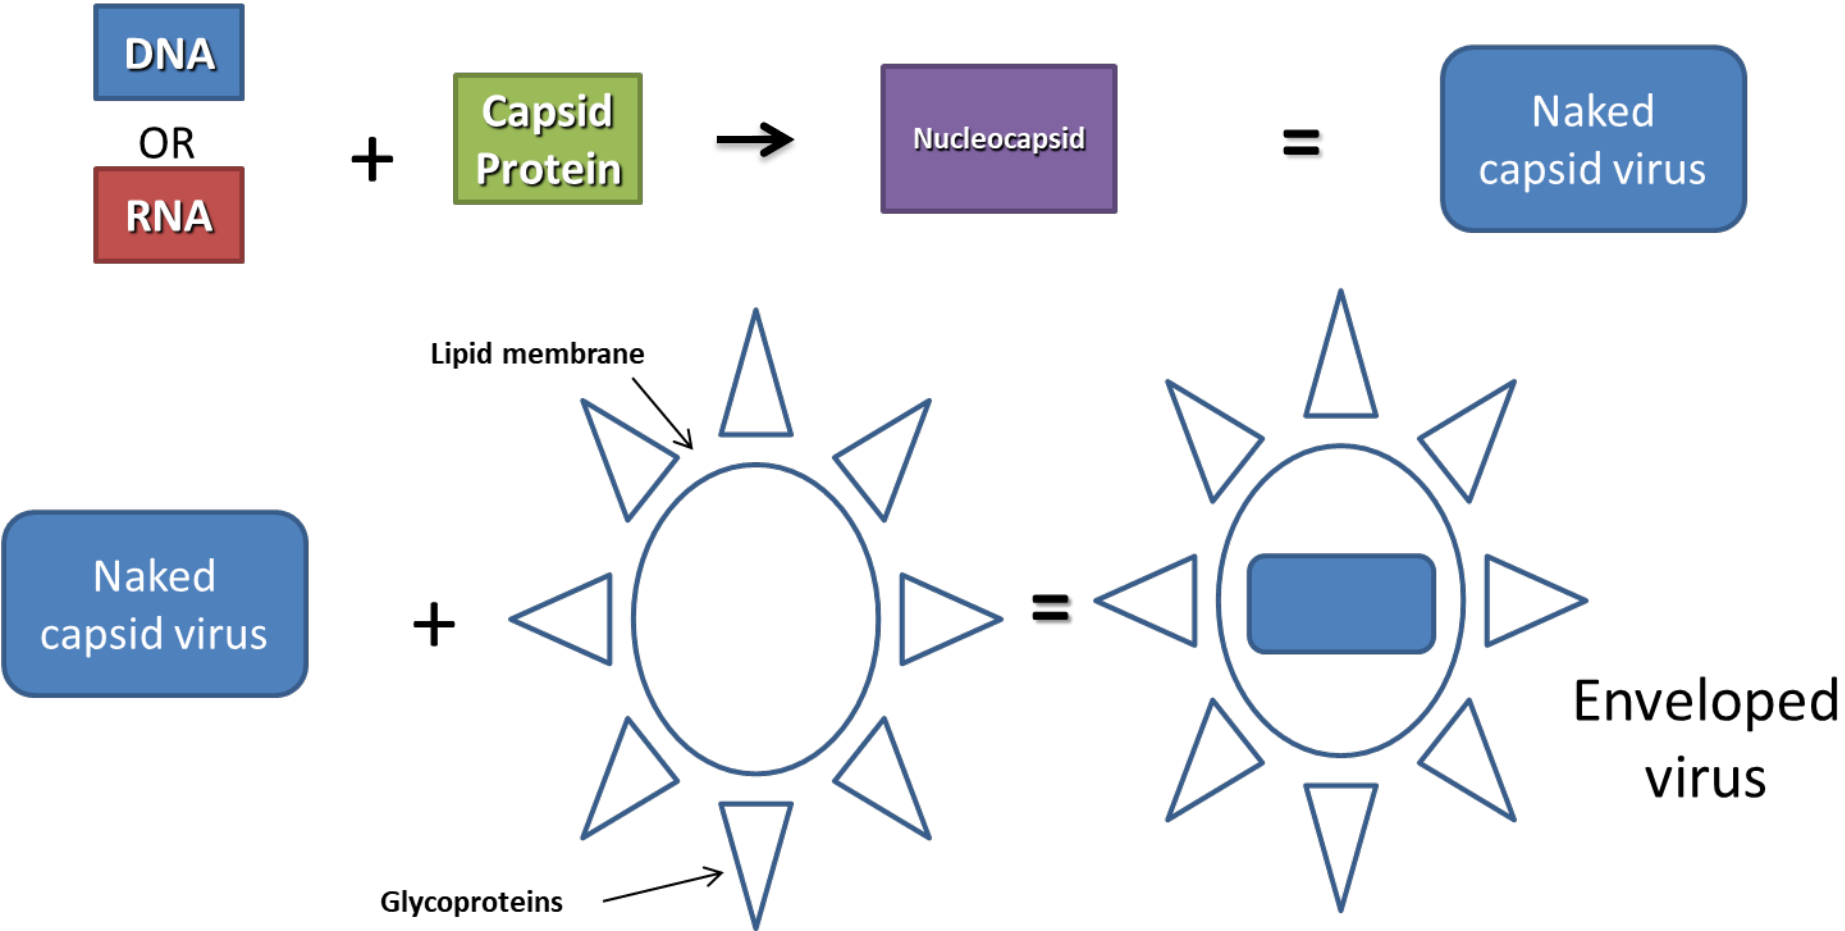 DNA
OR
RNA
+
Capsid
Protein
Nucleocapsid
=
Naked
capsid virus
Lipid membrane
Naked
capsid virus
+
=
Enveloped
virus
Glycoproteins